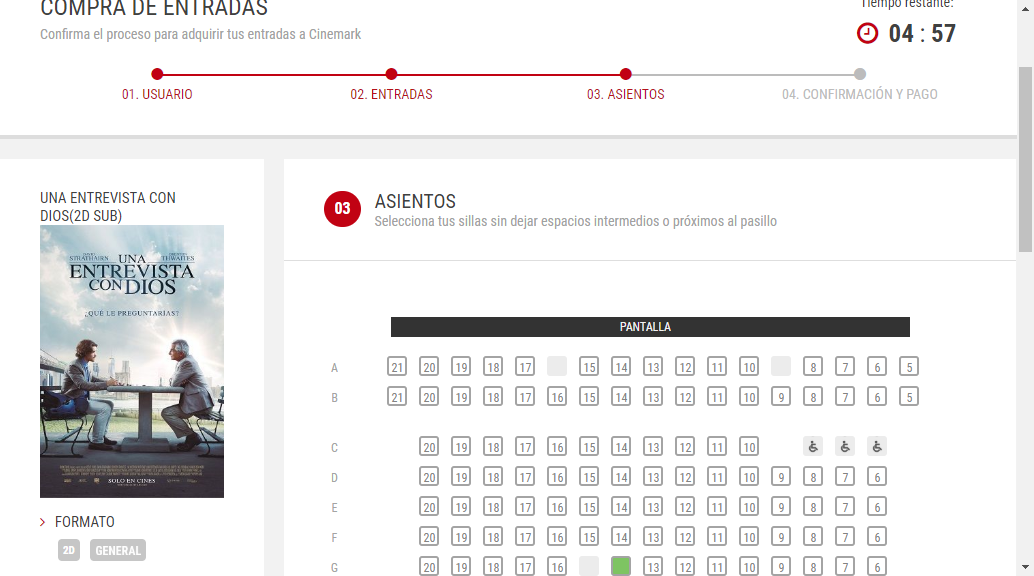 COMPRA DE ENTRADAS
Confirma el proceso para adquirir tus entradas a Cinemark
Tiempo restante:
04 : 57
01. USUARIO
02. ENTRADAS
03. ASIENTOS
04. CONFIRMACIÓN Y PAGO
UNA ENTREVISTA CON
DIOS(2D SUB)
STRATHAIRN
THWAITES
UNA
ENTREVISTA
CON DIOS
¿QUÉ LE PREGUNTARÍAS?
SOLO EN CINES
FORMATO
2D GENERAL
03
ASIENTOS
Selecciona tus sillas sin dejar espacios intermedios o próximos al pasillo
PANTALLA
A 21 20 19 18 17 15 14 13 12 11 10 8 7 6 5
B 21 20 19 18 17 16 15 14 13 12 11 10 9 8 7 6 5
C 20 19 18 17 16 15 14 13 12 11 10
D 20 19 18 17 16 15 14 13 12 11 10 9 8 7 6
E 20 19 18 17 16 15 14 13 12 11 10 9 8 7 6
F 20 19 18 17 16 15 14 13 12 11 10 9 8 7 6
G 20 19 18 17 16 13 12 11 10 9 8 7 6